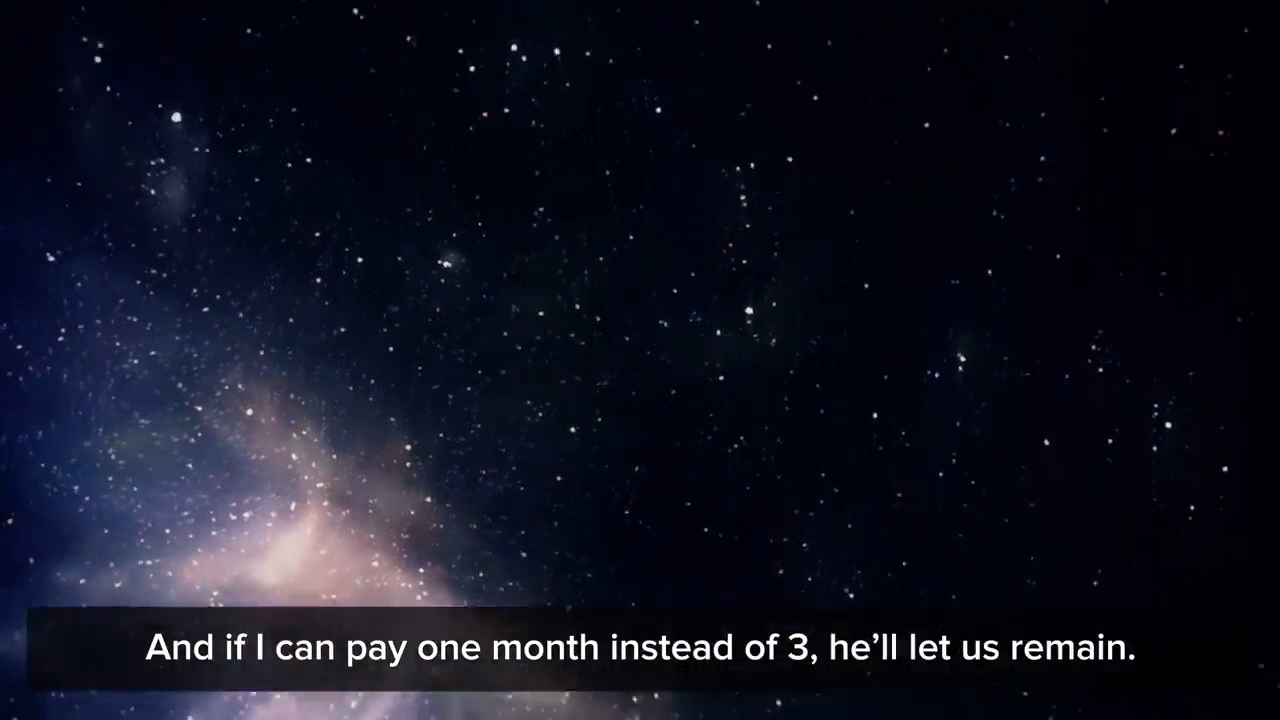 And if I can pay one month instead of 3, he’ll let us remain.